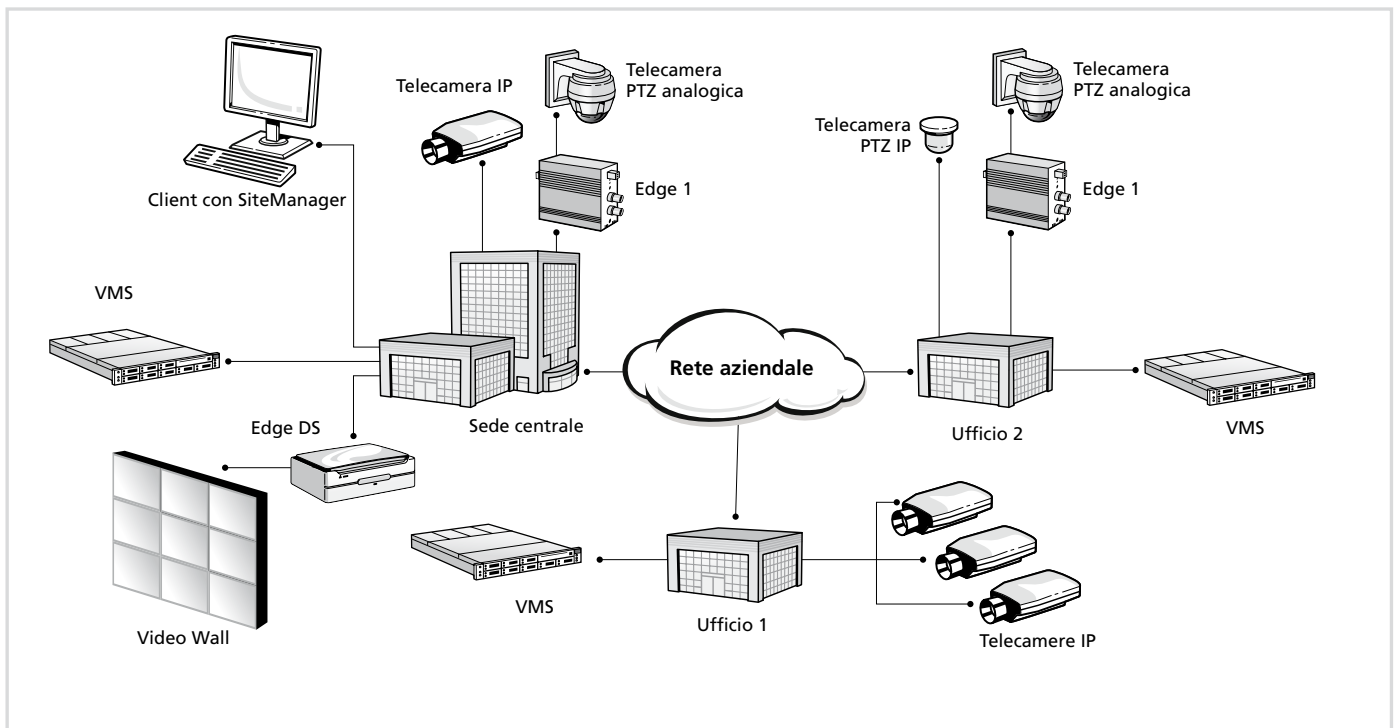 Telecamera IP
Telecamera
PTZ analogica
Telecamera
PTZ analogica
Telecamera
PTZ IP
Edge 1
Edge 1
Client con SiteManager
VMS
Rete aziendale
Edge DS
Sede centrale
Ufficio 2
VMS
VMS
Ufficio 1
Video Wall
Telecamere IP